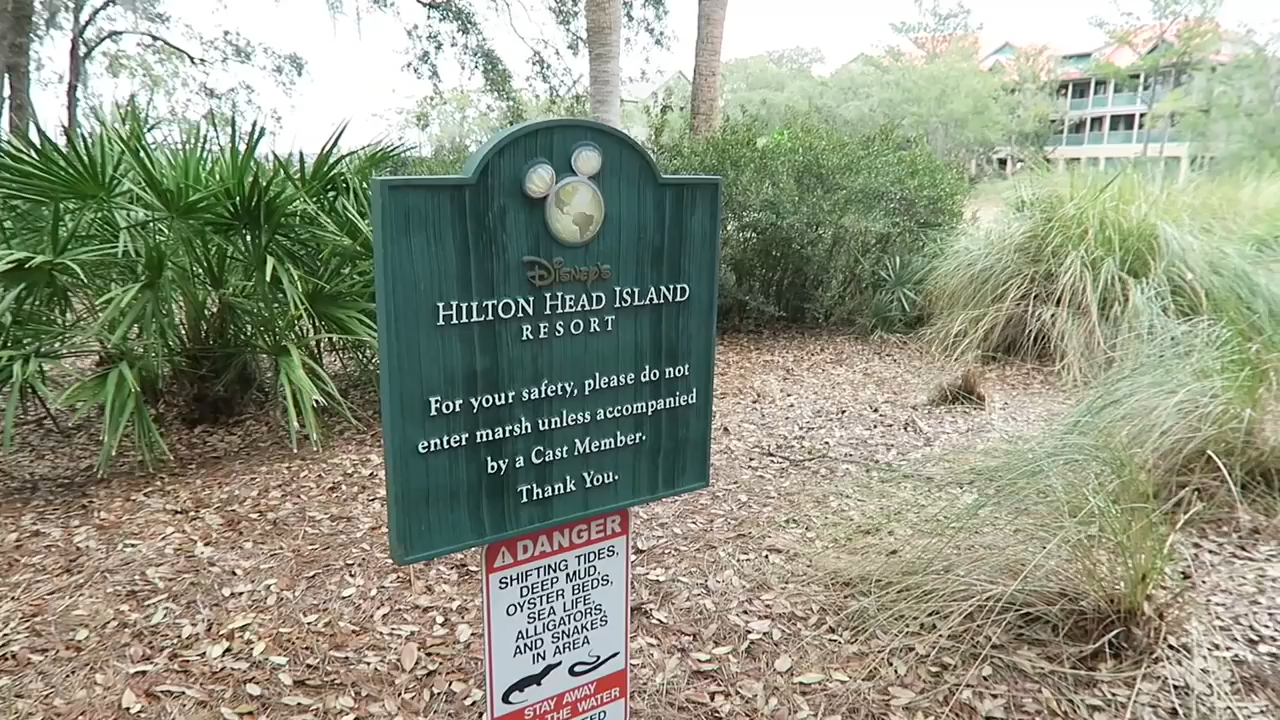 Disney's
HILTON HEAD ISLAND
RESORT
For your safety, please do not
enter marsh unless accompanied
by a Cast Member.
Thank You.
DANGER
SHIFTING TIDES,
DEEP MUD,
OYSTER BEDS,
SEA LIFE,
ALLIGATORS,
AND SNAKES
IN AREA
STAY AWAY
THE WATER